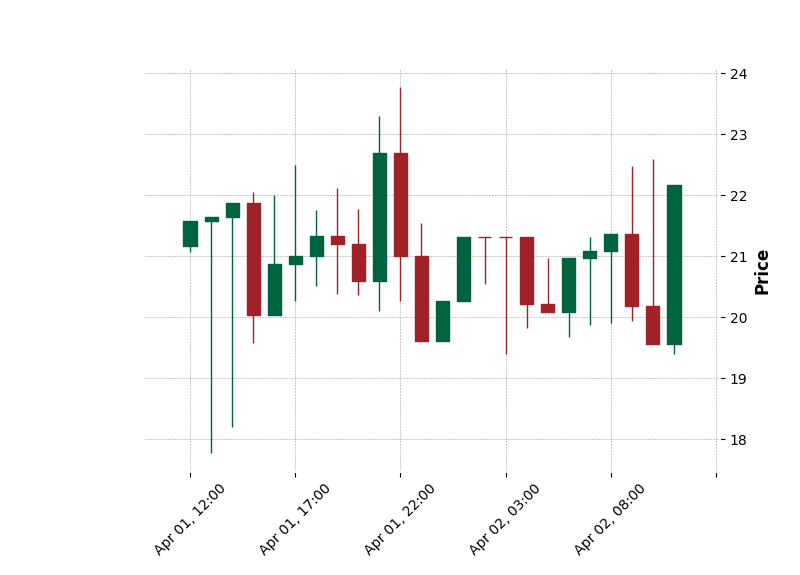 24
23
22
21
20
19
18
Price
Apr 01, 12:00
Apr 01, 17:00
Apr 01, 22:00
Apr 02, 03:00
Apr 02, 08:00